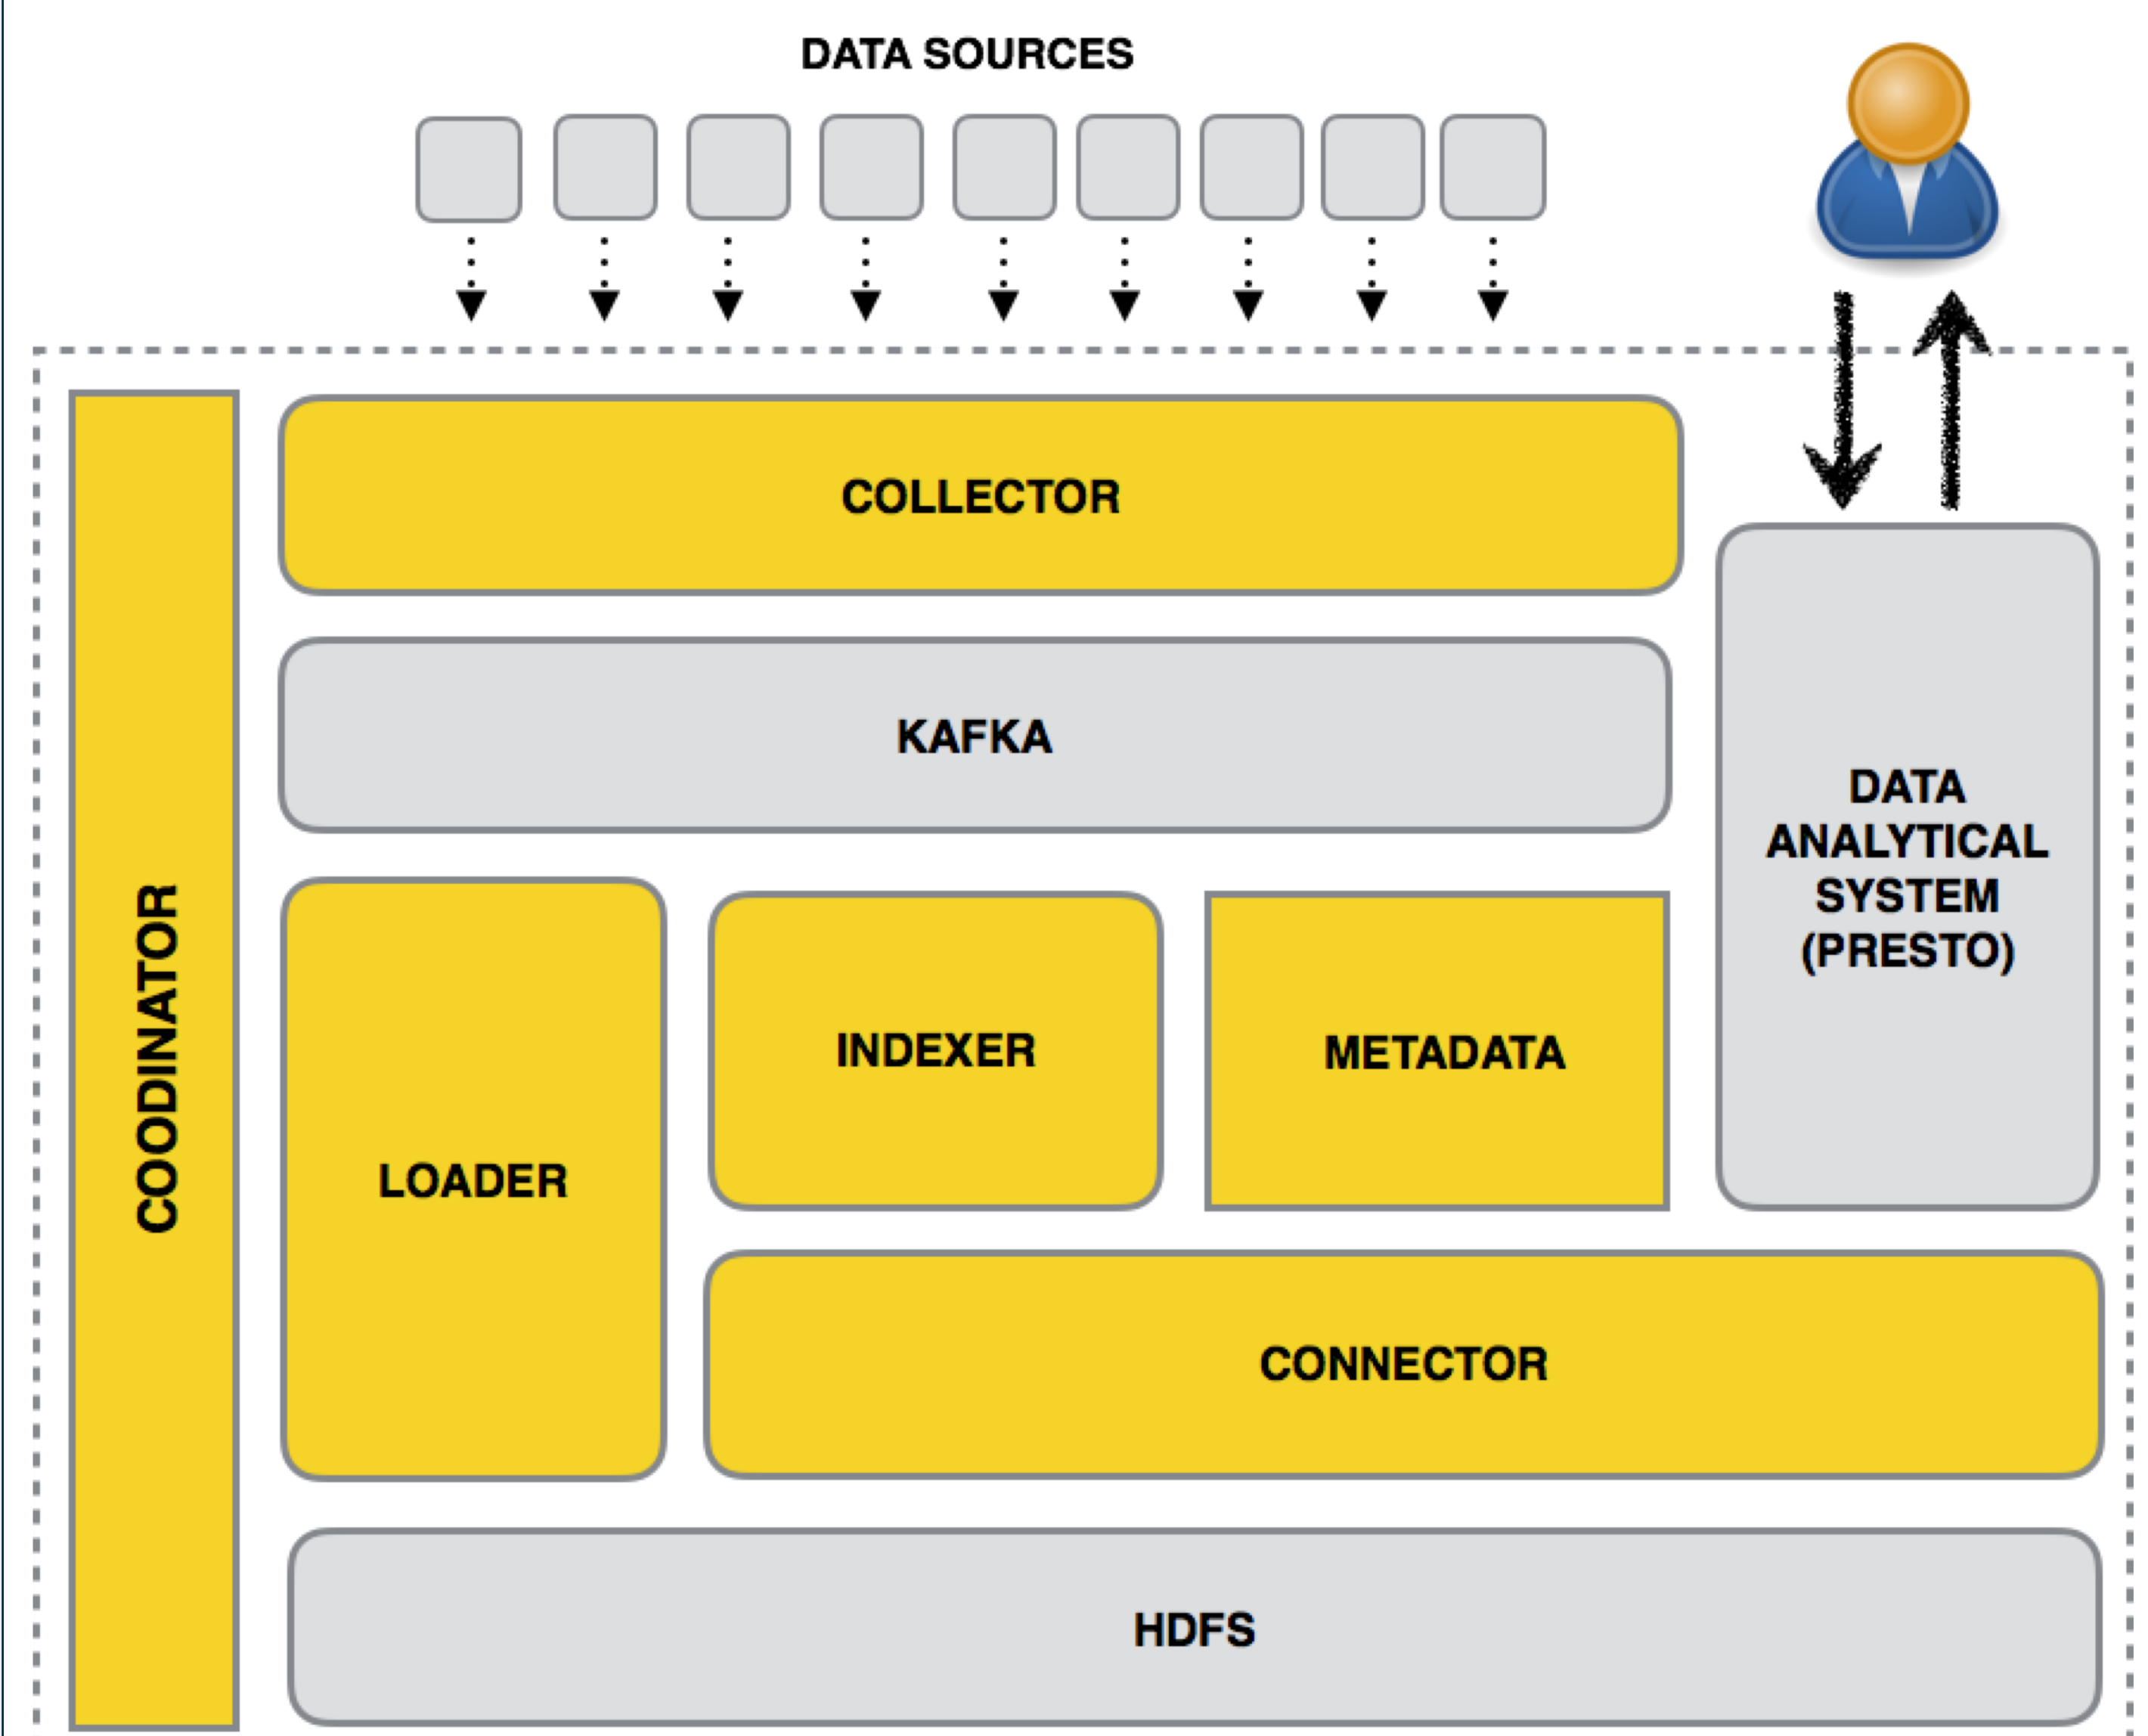 DATA SOURCES
COLLECTOR
KAFKA
DATA
ANALYTICAL
SYSTEM
(PRESTO)
COODINATOR
LOADER
INDEXER
METADATA
CONNECTOR
HDFS